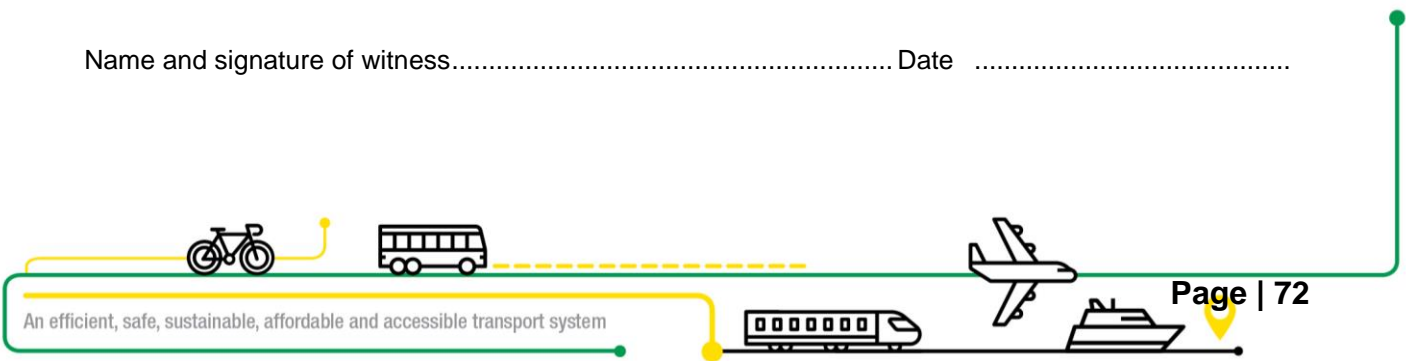 Name and signature of witness............................................................ Date ...........................................
Page | 72
An efficient, safe, sustainable, affordable and accessible transport system